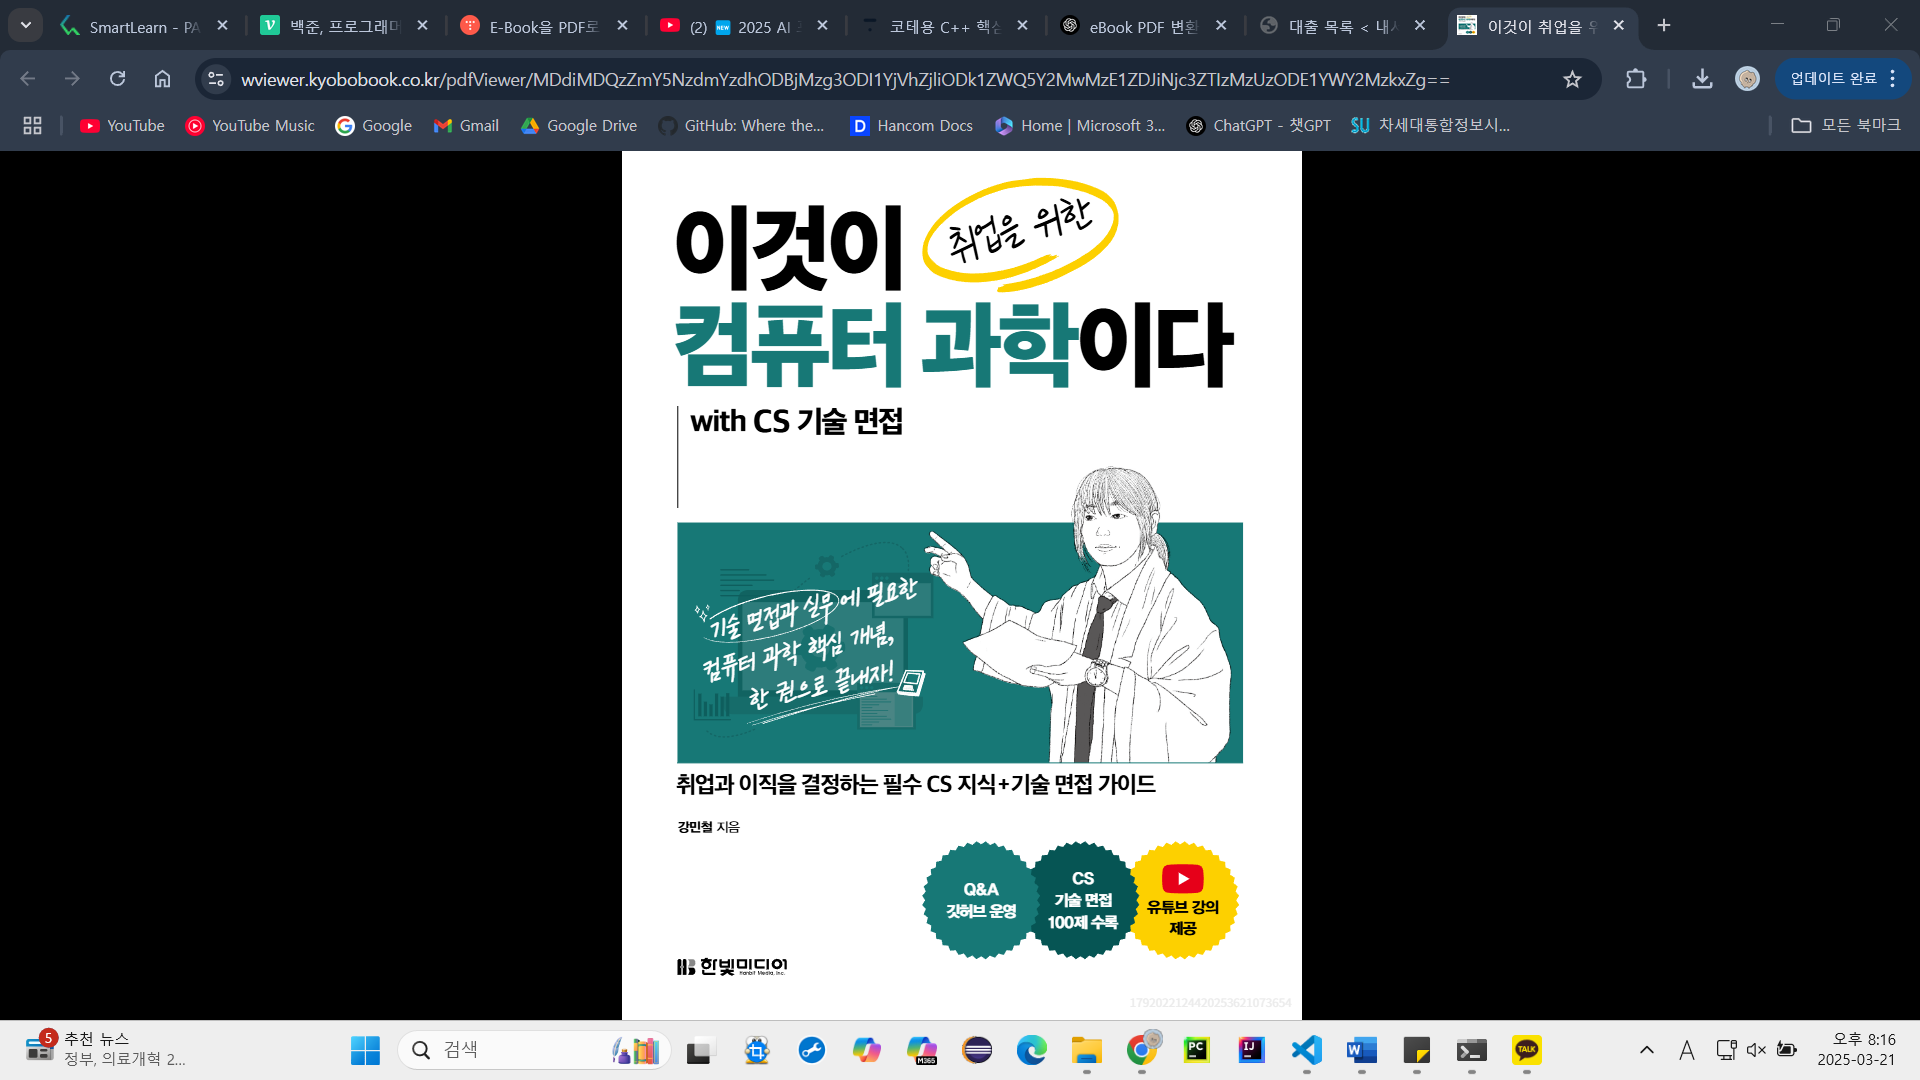 SmartLearn - PA
백준, 프로그래머
E-Book을 PDF로
(2) NEW 2025 AI
코테용 C++ 핵심
eBook PDF 변환
대출 목록 < 내서
이것이 취업을 위
업데이트 완료
YouTube
YouTube Music
Google
Gmail
Google Drive
GitHub: Where the...
D Hancom Docs
Home | Microsoft 3...
ChatGPT - 챗GPT
SU 차세대통합정보시...
모든 북마크
이것이 취업을 위한
컴퓨터 과학이다
with CS 기술 면접
기술 면접과 실무에 필요한
컴퓨터 과학 핵심 개념,
한 권으로 끝내자!
취업과 이직을 결정하는 필수 CS 지식+기술 면접 가이드
강민철 지음
Q&A
깃허브 운영
CS
기술 면접
100제 수록
유튜브 강의
제공
한빛미디어
Hanbit Media, Inc.
1792022124420253621073654
5
추천 뉴스
정부, 의료개혁 2...
검색
M365
PC
IJ
W
TALK
A
오후 8:16
2025-03-21